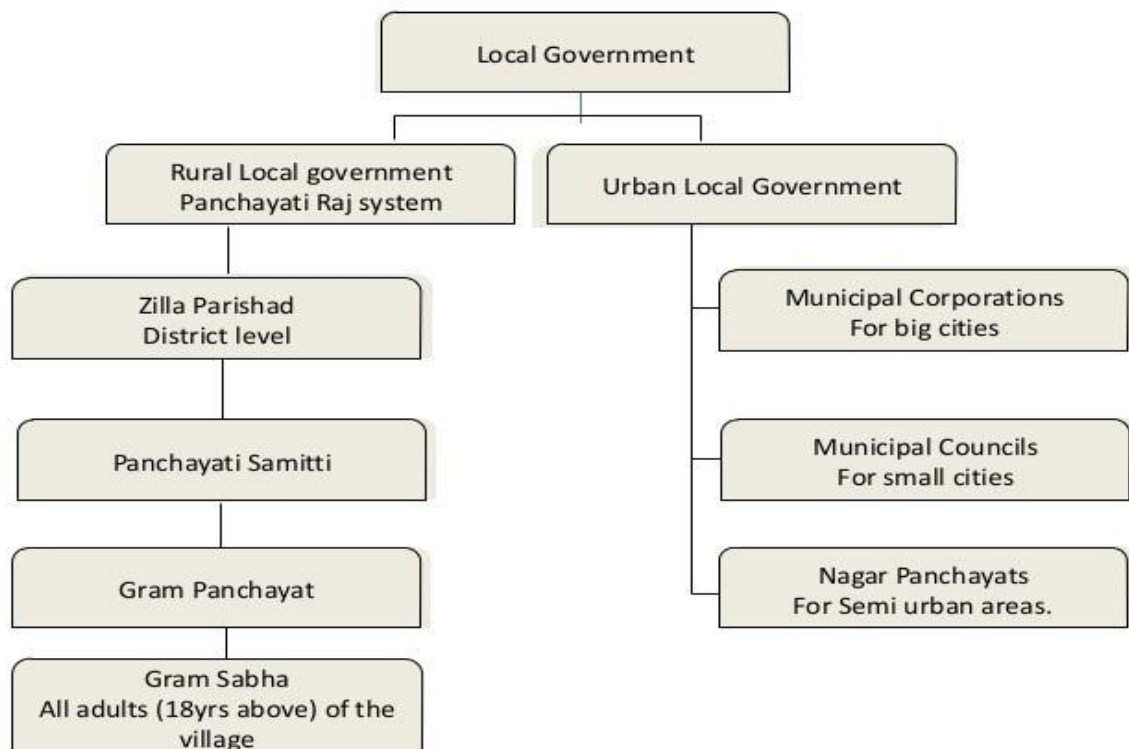 Local Government
Rural Local government
Panchayati Raj system
Urban Local Government
Zilla Parishad
District level
Panchayati Samitti
Gram Panchayat
Gram Sabha
All adults (18yrs above) of the
village
Municipal Corporations
For big cities
Municipal Councils
For small cities
Nagar Panchayats
For Semi urban areas.